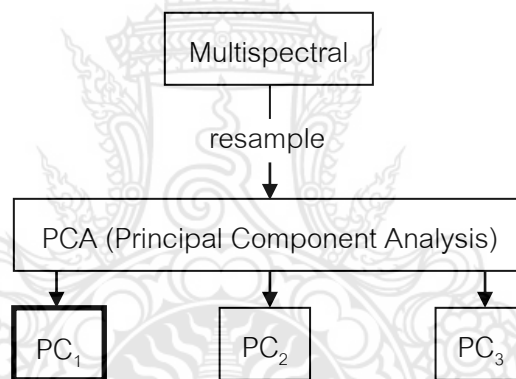 Multispectral
resample
PCA (Principal Component Analysis)
PC₁
PC₂
PC₃